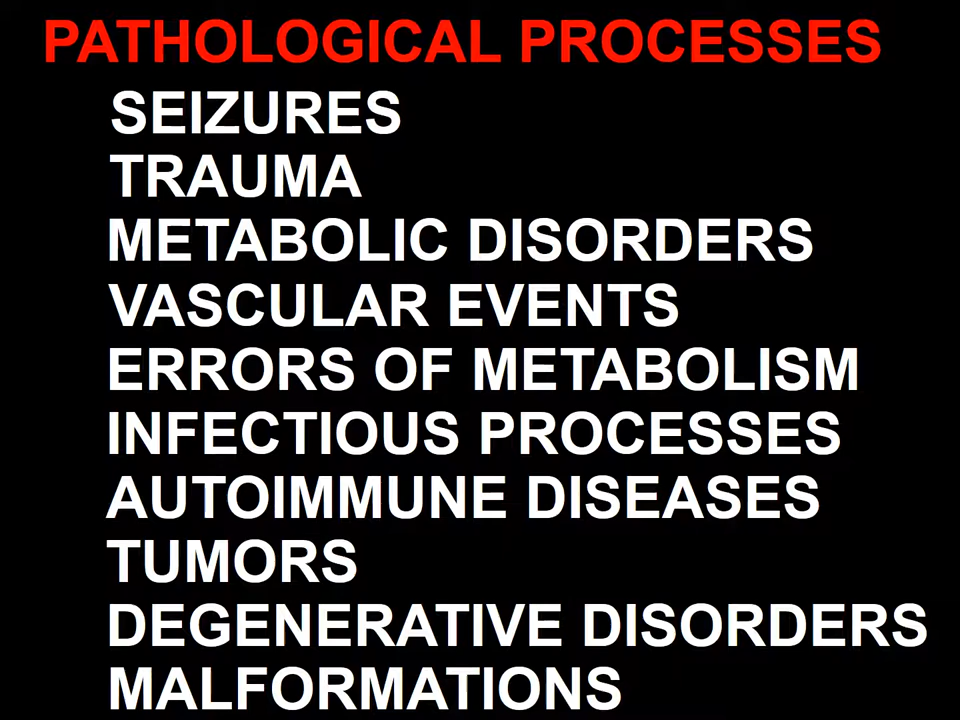 PATHOLOGICAL PROCESSES
SEIZURES
TRAUMA
METABOLIC DISORDERS
VASCULAR EVENTS
ERRORS OF METABOLISM
INFECTIOUS PROCESSES
AUTOIMMUNE DISEASES
TUMORS
DEGENERATIVE DISORDERS
MALFORMATIONS